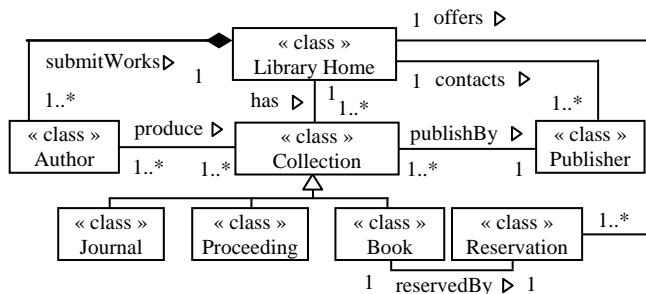 1 offers ▷
« class »
Library Home
submitWorks ▷
1
1 contacts ▷
has ▷
1
1..*
1..*
1..*
« class »
Author
produce ▷
1..*
1..*
« class »
Collection
publishBy ▷
1..*
1
« class »
Publisher
« class »
Journal
« class »
Proceeding
« class »
Book
« class »
Reservation
1..*
1 reservedBy ▷ 1